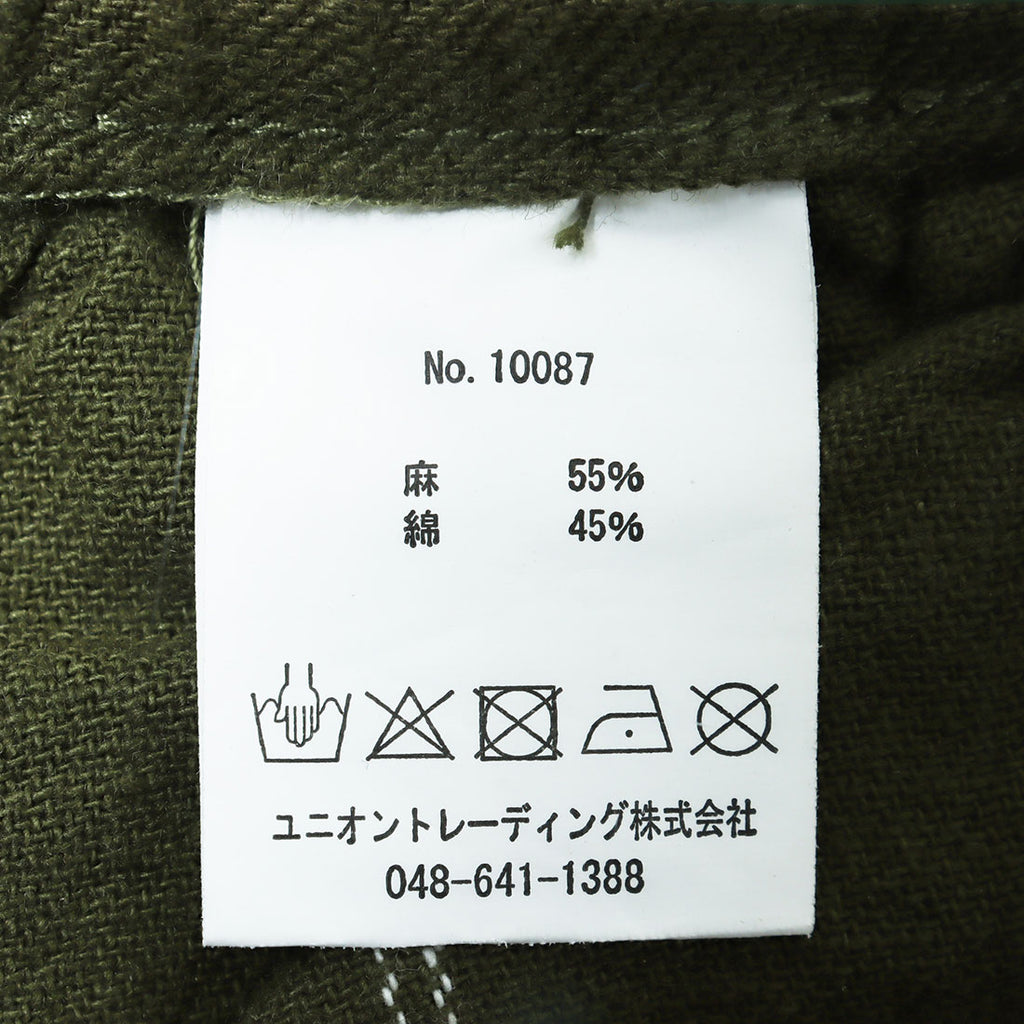 No. 10087
麻 55%
綿 45%
ユニオントレーディング株式会社
048-641-1388